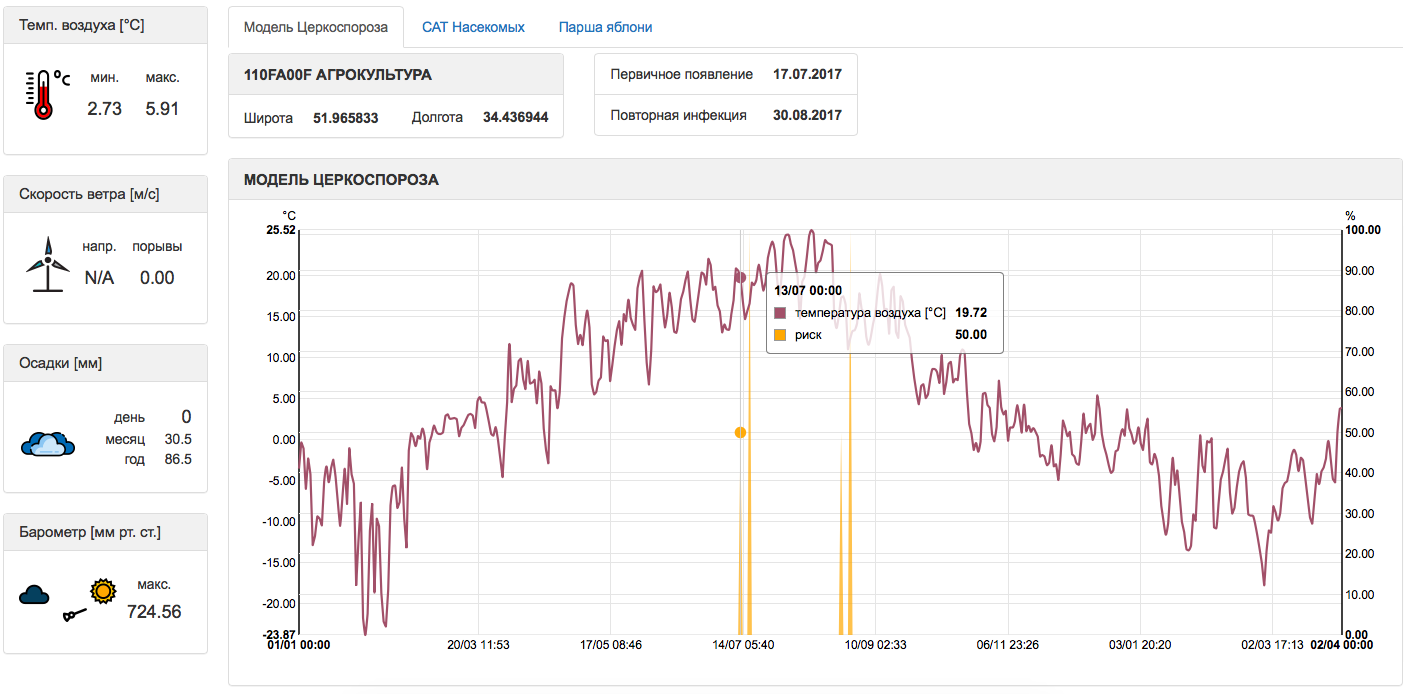 Темп. воздуха [°C]
°C
мин. макс.
2.73 5.91
Скорость ветра [м/с]
напр. порывы
N/A 0.00
Осадки [мм]
день 0
месяц 30.5
год 86.5
Барометр [мм рт. ст.]
макс.
724.56
Модель Церкоспороза САТ Насекомых Парша яблони
110FA00F АГРОКУЛЬТУРА
Широта 51.965833 Долгота 34.436944
Первичное появление 17.07.2017
Повторная инфекция 30.08.2017
МОДЕЛЬ ЦЕРКОСПОРОЗА
°C
25.52
20.00
15.00
10.00
5.00
0.00
-5.00
-10.00
-15.00
-20.00
-23.87
%
100.00
90.00
80.00
70.00
60.00
50.00
40.00
30.00
20.00
10.00
0.00
13/07 00:00
температура воздуха [°C] 19.72
риск 50.00
01/01 00:00 20/03 11:53 17/05 08:46 14/07 05:40 10/09 02:33 06/11 23:26 03/01 20:20 02/03 17:13 02/04 00:00